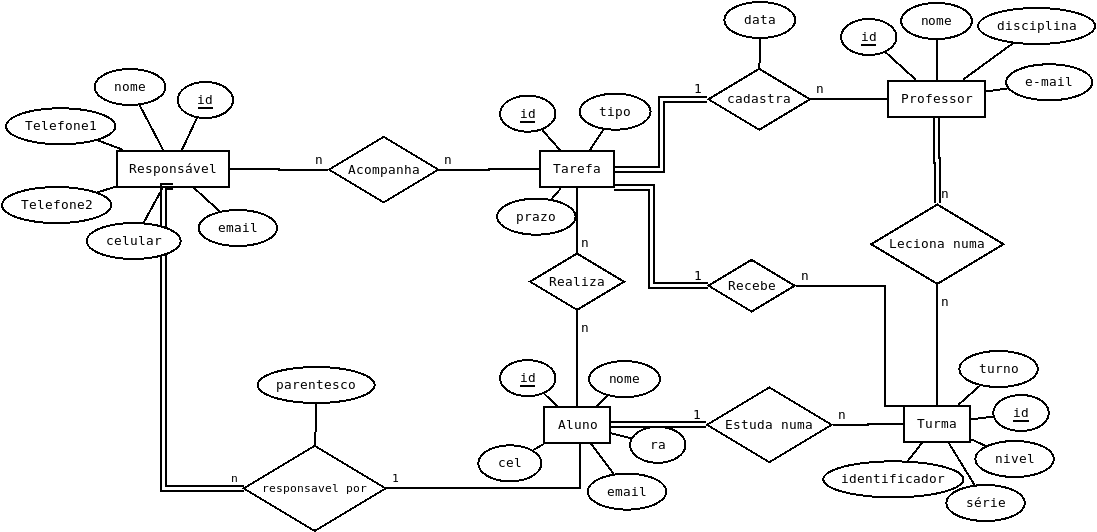 data
id
nome
disciplina
e-mail
Professor
1
cadastra
n
nome
id
Telefone1
Responsável
Telefone2
celular
email
n
Acompanha
n
id
tipo
Tarefa
prazo
n
Realiza
n
1
Recebe
n
n
Leciona numa
n
parentesco
n
responsavel por
1
id
nome
Aluno
ra
cel
email
1
Estuda numa
n
turno
id
Turma
nivel
identificador
série